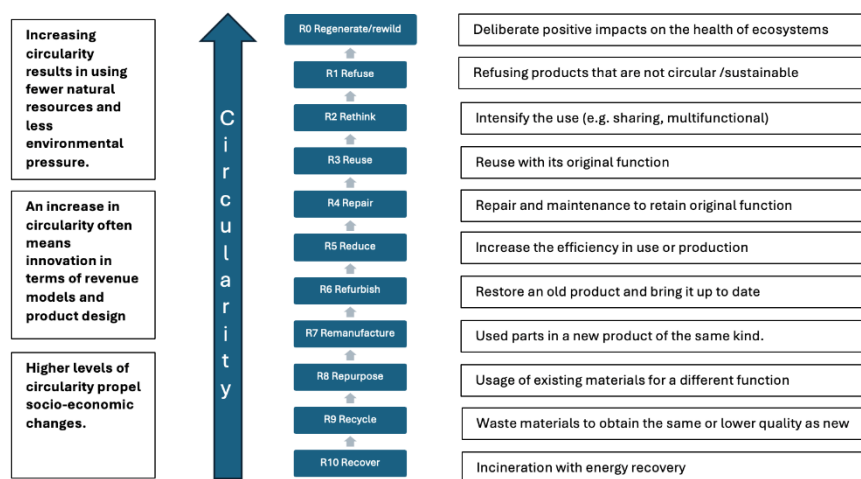 Increasing
circularity
results in using
fewer natural
resources and
less
environmental
pressure.
An increase in
circularity often
means
innovation in
terms of revenue
models and
product design
Higher levels of
circularity propel
socio-economic
changes.
Circularity
R0 Regenerate/rewild
Deliberate positive impacts on the health of ecosystems
R1 Refuse
Refusing products that are not circular /sustainable
R2 Rethink
Intensify the use (e.g. sharing, multifunctional)
R3 Reuse
Reuse with its original function
R4 Repair
Repair and maintenance to retain original function
R5 Reduce
Increase the efficiency in use or production
R6 Refurbish
Restore an old product and bring it up to date
R7 Remanufacture
Used parts in a new product of the same kind.
R8 Repurpose
Usage of existing materials for a different function
R9 Recycle
Waste materials to obtain the same or lower quality as new
R10 Recover
Incineration with energy recovery